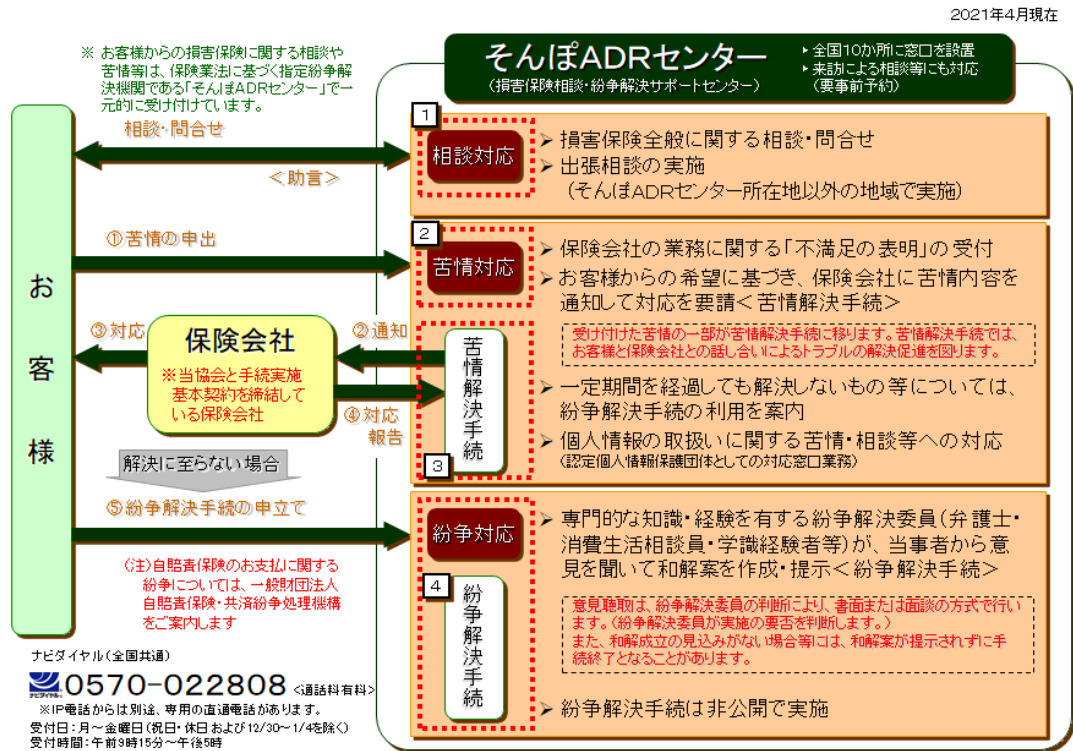 2021年4月現在
※ お客様からの損害保険に関する相談や
苦情等は、保険業法に基づく指定紛争解
決機関である「そんぽADRセンター」で一
元的に受け付けています。
そんぽADRセンター
(損害保険相談・紛争解決サポートセンター)
▸全国10か所に窓口を設置
▸来訪による相談等にも対応
(要事前予約)
お客様
相談・問合せ
<助言>
1
相談対応
➢ 損害保険全般に関する相談・問合せ
➢ 出張相談の実施
(そんぽADRセンター所在地以外の地域で実施)
①苦情の申出
2
苦情対応
➢ 保険会社の業務に関する「不満足の表明」の受付
➢ お客様からの希望に基づき、保険会社に苦情内容を
通知して対応を要請<苦情解決手続>
受け付けた苦情の一部が苦情解決手続に移ります。苦情解決手続では、
お客様と保険会社との話し合いによるトラブルの解決促進を図ります。
③対応
保険会社
※当協会と手続実施
基本契約を締結して
いる保険会社
②通知
④対応
報告
苦情解決手続
3
➢ 一定期間を経過しても解決しないもの等については、
紛争解決手続の利用を案内
➢ 個人情報の取扱いに関する苦情・相談等への対応
(認定個人情報保護団体としての対応窓口業務)
解決に至らない場合
⑤紛争解決手続の申立て
紛争対応
➢ 専門的な知識・経験を有する紛争解決委員(弁護士・
消費生活相談員・学識経験者等)が、当事者から意
見を聞いて和解案を作成・提示<紛争解決手続>
(注)自賠責保険のお支払に関する
紛争については、一般財団法人
自賠責保険・共済紛争処理機構
をご案内します
4
紛争解決手続
意見聴取は、紛争解決委員の判断により、書面または面談の方式で行い
ます。(紛争解決委員が実施の要否を判断します。)
また、和解成立の見込みがない場合等には、和解案が提示されずに手
続終了となることがあります。
➢ 紛争解決手続は非公開で実施
ナビダイヤル(全国共通)
ナビダイヤル
0570-022808 <通話料有料>
※IP電話からは別途、専用の直通電話があります。
受付日:月~金曜日(祝日・休日および12/30~1/4を除く)
受付時間:午前9時15分~午後5時